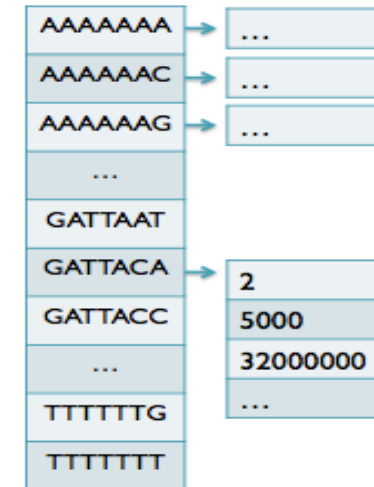 AAAAAAA
...
AAAAAAC
...
AAAAAAG
...
...
GATTAAT
GATTACA
2
GATTACC
5000
...
32000000
TTTTTTG
...
TTTTTTT